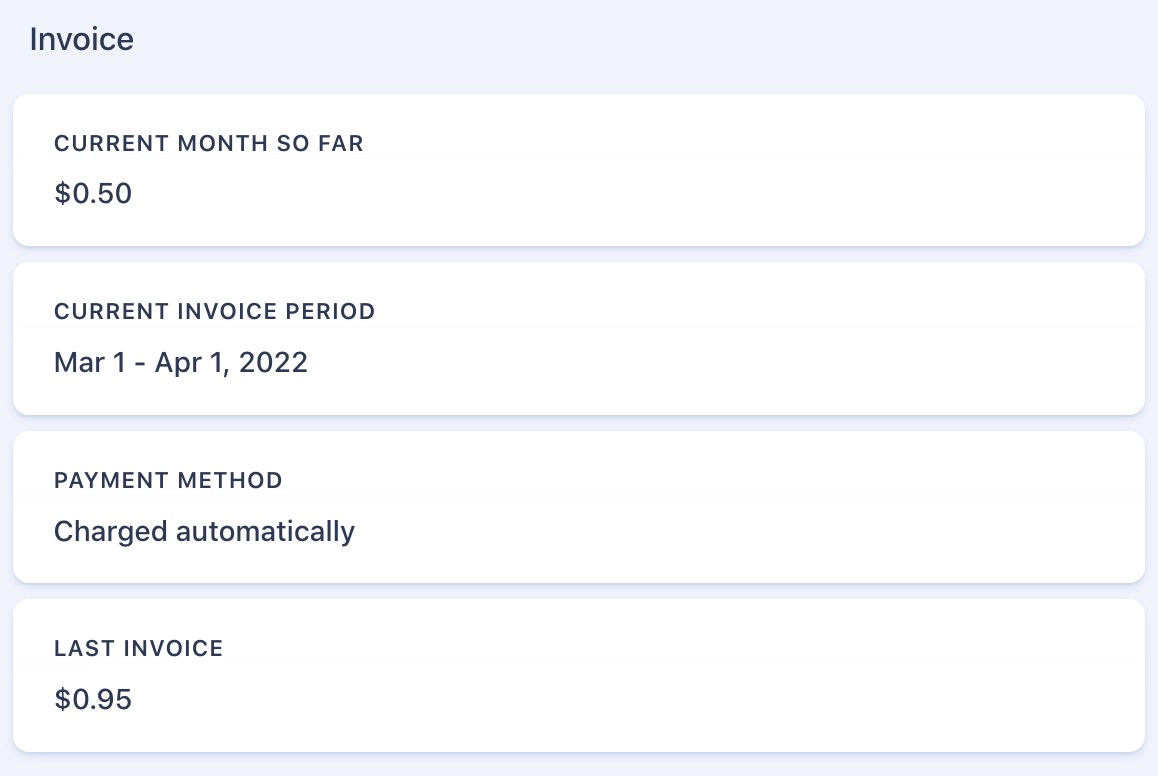 Invoice
CURRENT MONTH SO FAR
$0.50
CURRENT INVOICE PERIOD
Mar 1 - Apr 1, 2022
PAYMENT METHOD
Charged automatically
LAST INVOICE
$0.95